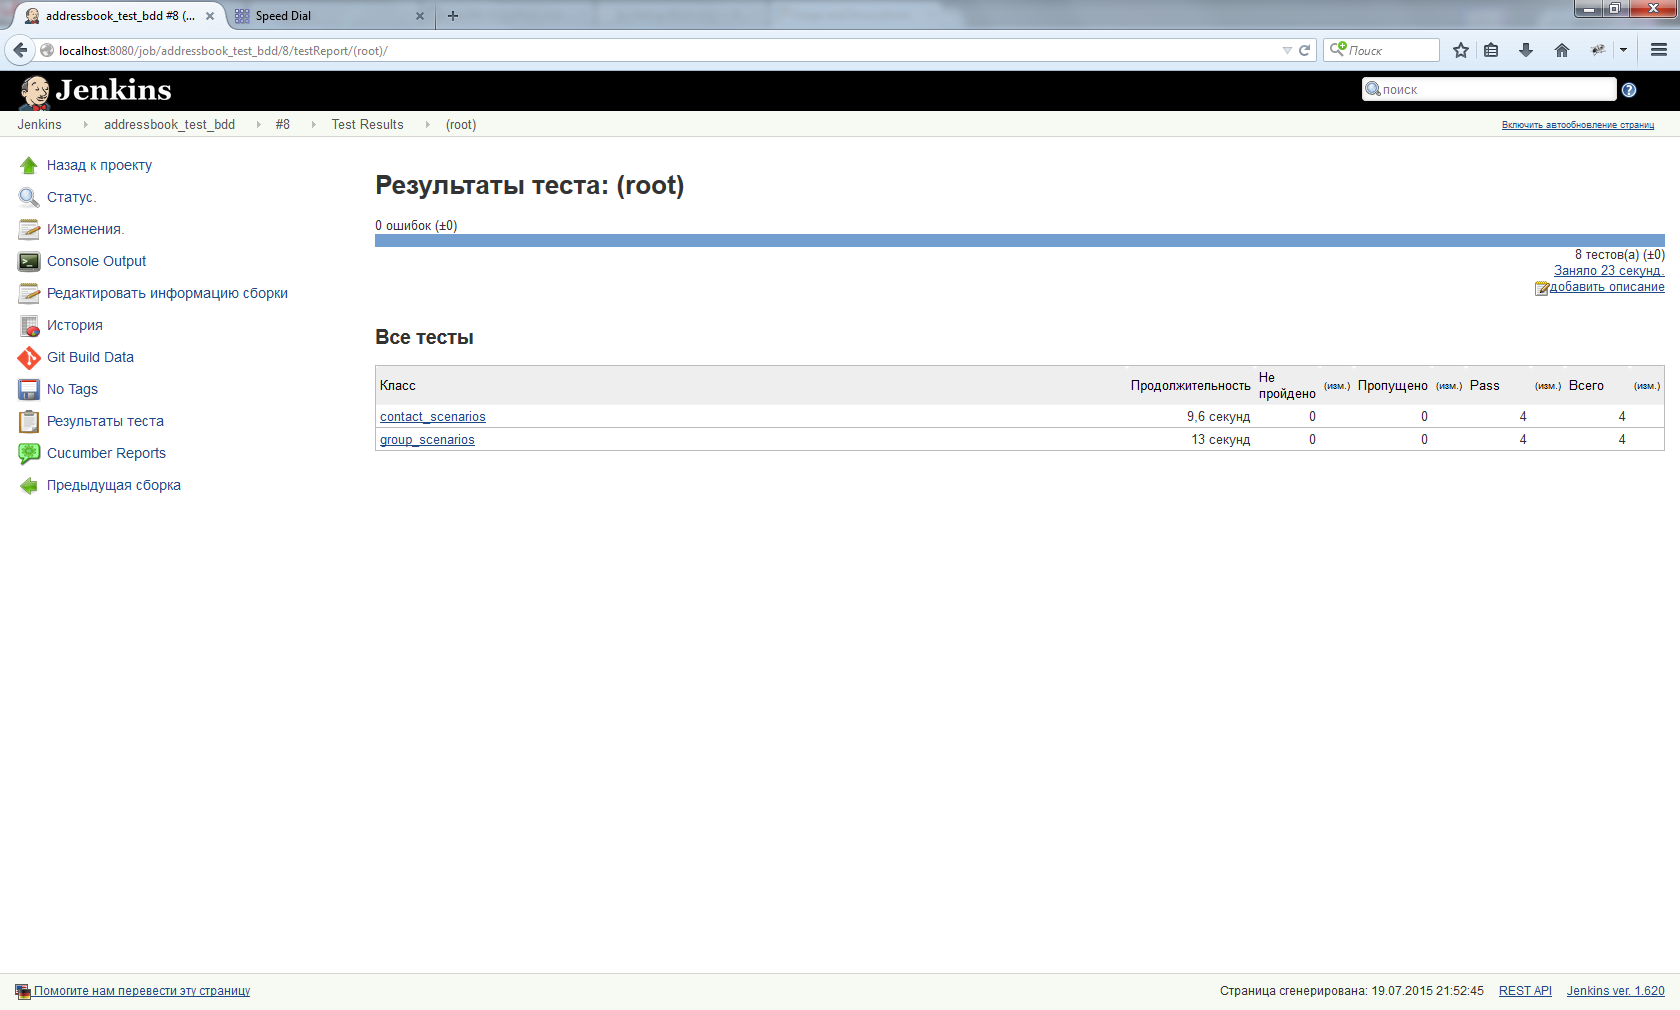 addressbook_test_bdd #8 (...
Speed Dial
localhost:8080/job/addressbook_test_bdd/8/testReport/(root)/
Поиск
Jenkins
поиск
Jenkins addressbook_test_bdd #8 Test Results (root)
Включить автообновление страниц
Назад к проекту
Статус.
Изменения.
Console Output
Редактировать информацию сборки
История
Git Build Data
No Tags
Результаты теста
Cucumber Reports
Предыдущая сборка
Результаты теста: (root)
0 ошибок (±0)
8 тестов(а) (±0)
Заняло 23 секунд.
добавить описание
Все тесты
Класс Продолжительность Не пройдено (изм.) Пропущено (изм.) Pass (изм.) Всего (изм.)
contact_scenarios 9,6 секунд 0 0 4 4
group_scenarios 13 секунд 0 0 4 4
Помогите нам перевести эту страницу
Страница сгенерирована: 19.07.2015 21:52:45 REST API Jenkins ver. 1.620